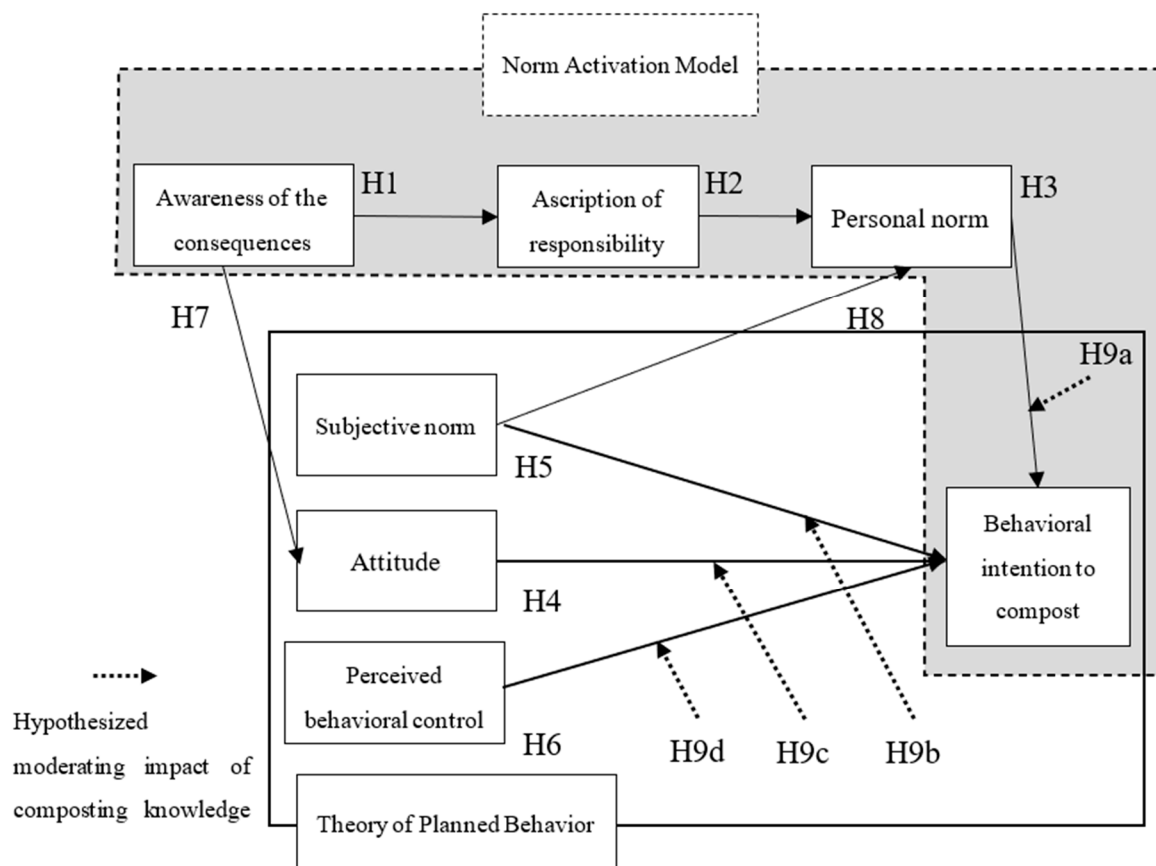 Norm Activation Model
H1
H2
H3
Awareness of the
consequences
Ascription of
responsibility
Personal norm
H7
H8
H9a
Subjective norm
H5
Attitude
H4
Behavioral
intention to
compost
Perceived
behavioral control
H6
H9d
H9c
H9b
Hypothesized
moderating impact of
composting knowledge
Theory of Planned Behavior